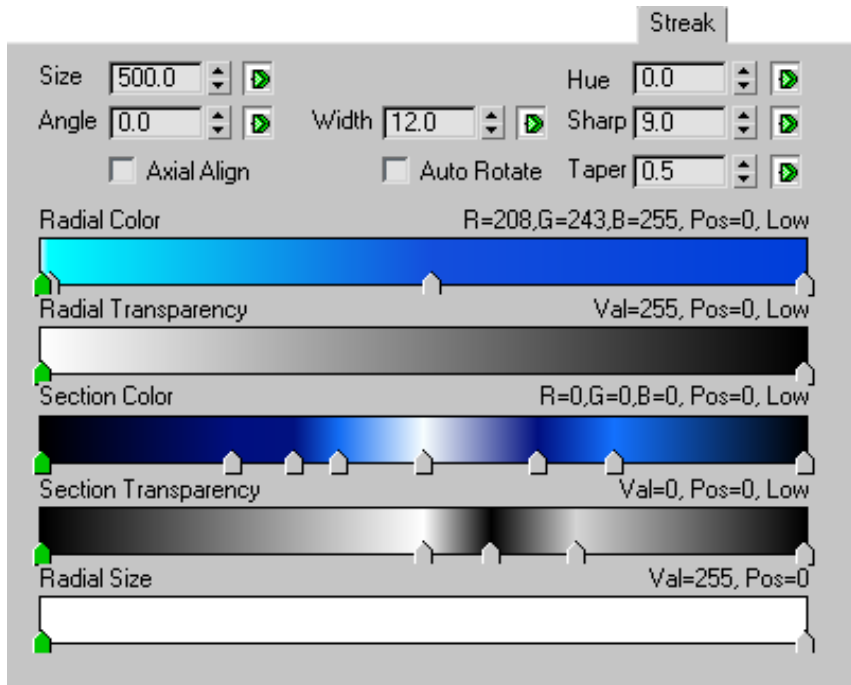 Streak
Size 500.0 Hue 0.0
Angle 0.0 Width 12.0 Sharp 9.0
Axial Align Auto Rotate Taper 0.5
Radial Color R=208,G=243,B=255, Pos=0, Low
Radial Transparency Val=255, Pos=0, Low
Section Color R=0,G=0,B=0, Pos=0, Low
Section Transparency Val=0, Pos=0, Low
Radial Size Val=255, Pos=0